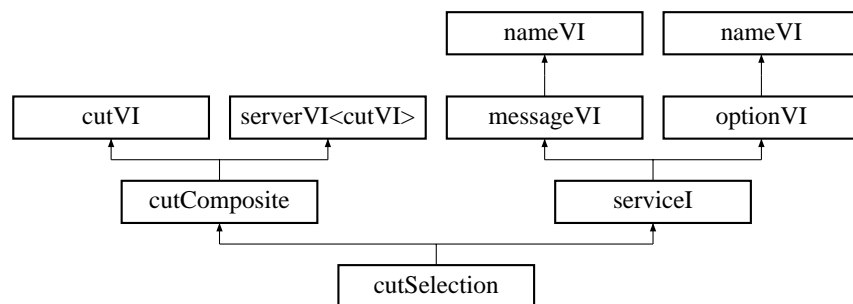 nameVI nameVI
cutVI serverVI<cutVI> messageVI optionVI
cutComposite serviceI
cutSelection